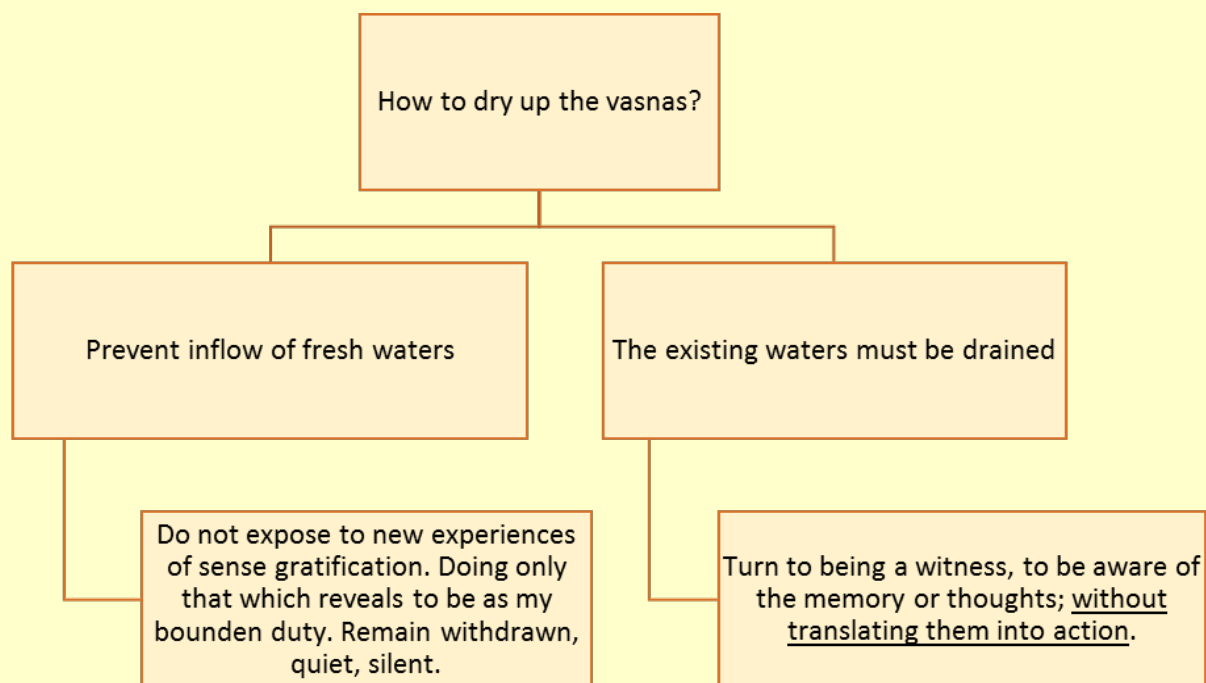 How to dry up the vasnas?
Prevent inflow of fresh waters
The existing waters must be drained
Do not expose to new experiences
of sense gratification. Doing only
that which reveals to be as my
bounden duty. Remain withdrawn,
quiet, silent.
Turn to being a witness, to be aware of
the memory or thoughts; without
translating them into action.